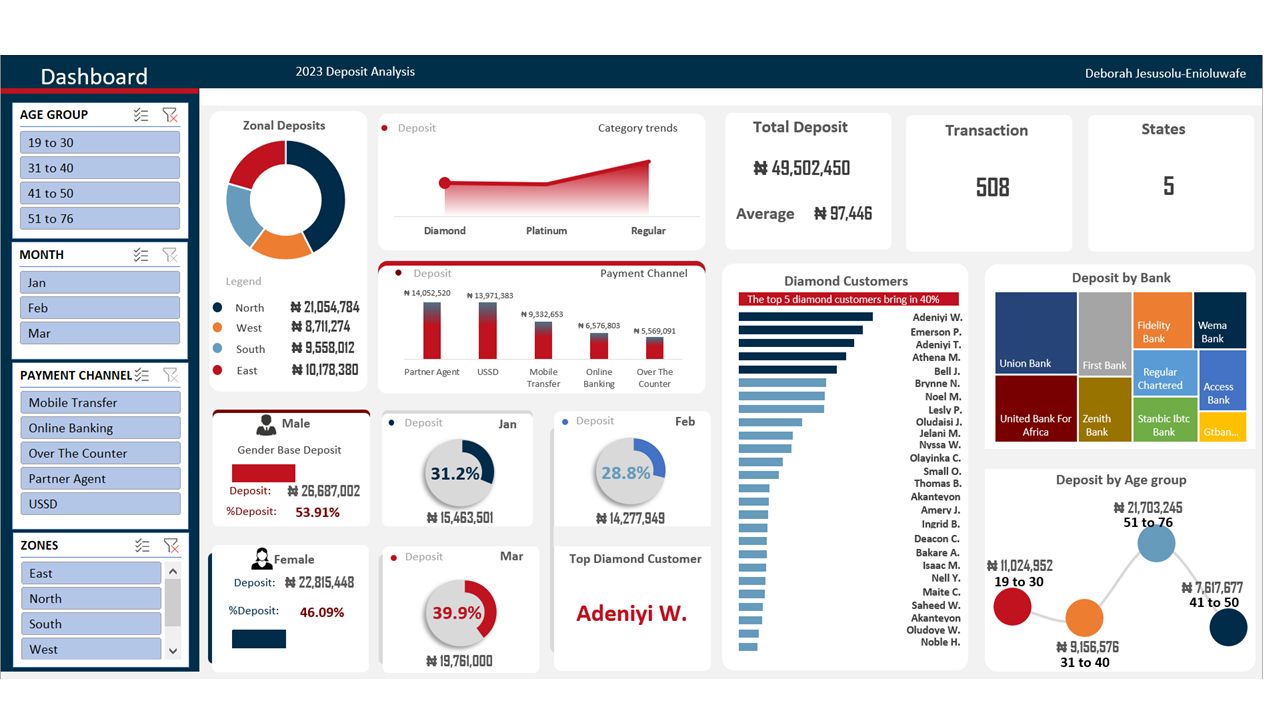 Dashboard
2023 Deposit Analysis
Deborah Jesusolu-Enioluwafe
AGE GROUP
19 to 30
31 to 40
41 to 50
51 to 76
MONTH
Jan
Feb
Mar
PAYMENT CHANNEL
Mobile Transfer
Online Banking
Over The Counter
Partner Agent
USSD
ZONES
East
North
South
West
Zonal Deposits
Legend
North ₦ 21,054,784
West ₦ 8,711,274
South ₦ 9,558,012
East ₦ 10,178,380
Deposit
Category trends
Diamond
Platinum
Regular
Deposit
Payment Channel
₦ 14,052,520
₦ 13,971,383
₦ 9,332,653
₦ 6,576,803
₦ 5,569,091
Partner Agent
USSD
Mobile
Transfer
Online
Banking
Over The
Counter
Total Deposit
₦ 49,502,450
Average ₦ 97,446
Transaction
508
States
5
Male
Gender Base Deposit
Deposit: ₦ 26,687,002
%Deposit: 53.91%
Female
Deposit: ₦ 22,815,448
%Deposit: 46.09%
Deposit
Jan
31.2%
₦ 15,463,501
Deposit
Feb
28.8%
₦ 14,277,949
Deposit
Mar
39.9%
₦ 19,761,000
Top Diamond Customer
Adeniyi W.
Diamond Customers
The top 5 diamond customers bring in 40%
Adeniyi W.
Emerson P.
Adeniyi T.
Athena M.
Bell J.
Brynne N.
Noel M.
Lesly P.
Oludaisi J.
Jelani M.
Nyssa W.
Olayinka C.
Small O.
Thomas B.
Akanteyon
Amery J.
Ingrid B.
Deacon C.
Bakare A.
Isaac M.
Nell Y.
Maite C.
Saheed W.
Akanteyon
Oludoye W.
Noble H.
Deposit by Bank
Union Bank
First Bank
Fidelity
Bank
Wema
Bank
United Bank For
Africa
Zenith
Bank
Regular
Chartered
Access
Bank
Stanbic Ibtc
Bank
Gtban...
Deposit by Age group
₦ 21,703,245
51 to 76
₦ 11,024,952
19 to 30
₦ 7,617,677
41 to 50
₦ 9,156,576
31 to 40